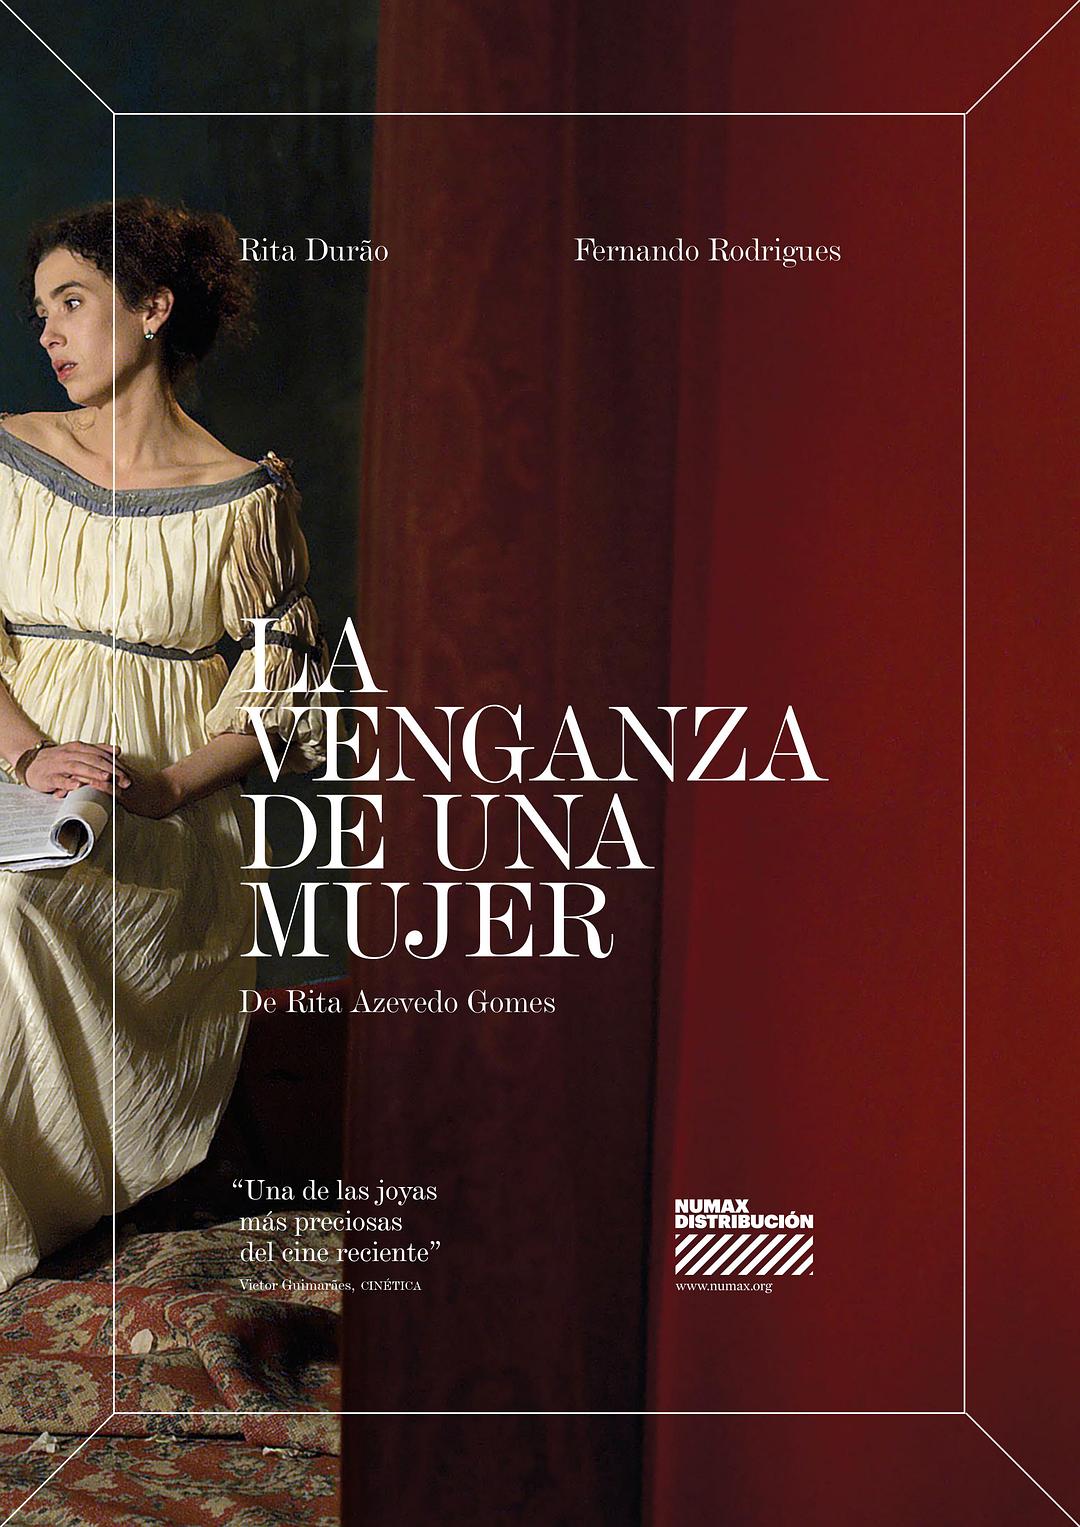 Rita Durão
Fernando Rodrigues
LA
VENGANZA
DE UNA
MUJER
De Rita Azevedo Gomes
“Una de las joyas
más preciosas
del cine reciente”
Victor Guimarães, CINÉTICA
NUMAX
DISTRIBUCIÓN
www.numax.org